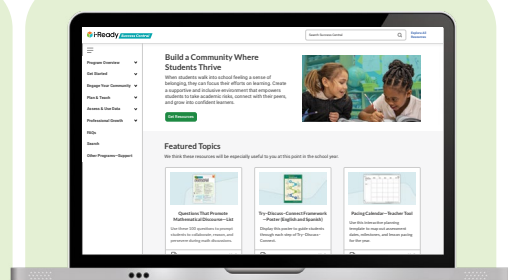 i-Ready Success Central
Search Success Central
Explore All
Resources
Program Overview
Get Started
Engage Your Community
Plan & Teach
Access & Use Data
Professional Growth
FAQs
Search
Other Programs—Support
Build a Community Where
Students Thrive
When students walk into school feeling a sense of
belonging, they can focus their efforts on learning. Create
a supportive and inclusive environment that empowers
students to take academic risks, connect with their peers,
and grow into confident learners.
Get Resources
Featured Topics
We think these resources will be especially useful to you at this point in the school year:
Questions That Promote
Mathematical Discourse—List
Use these 100 questions to prompt
students to collaborate, reason, and
persevere during math discussions.
Try–Discuss–Connect Framework
—Poster (English and Spanish)
Display this poster to guide students
through each step of Try–Discuss–
Connect.
Pacing Calendar—Teacher Tool
Use this interactive planning
template to map out assessment
dates, milestones, and lesson pacing
for the year.